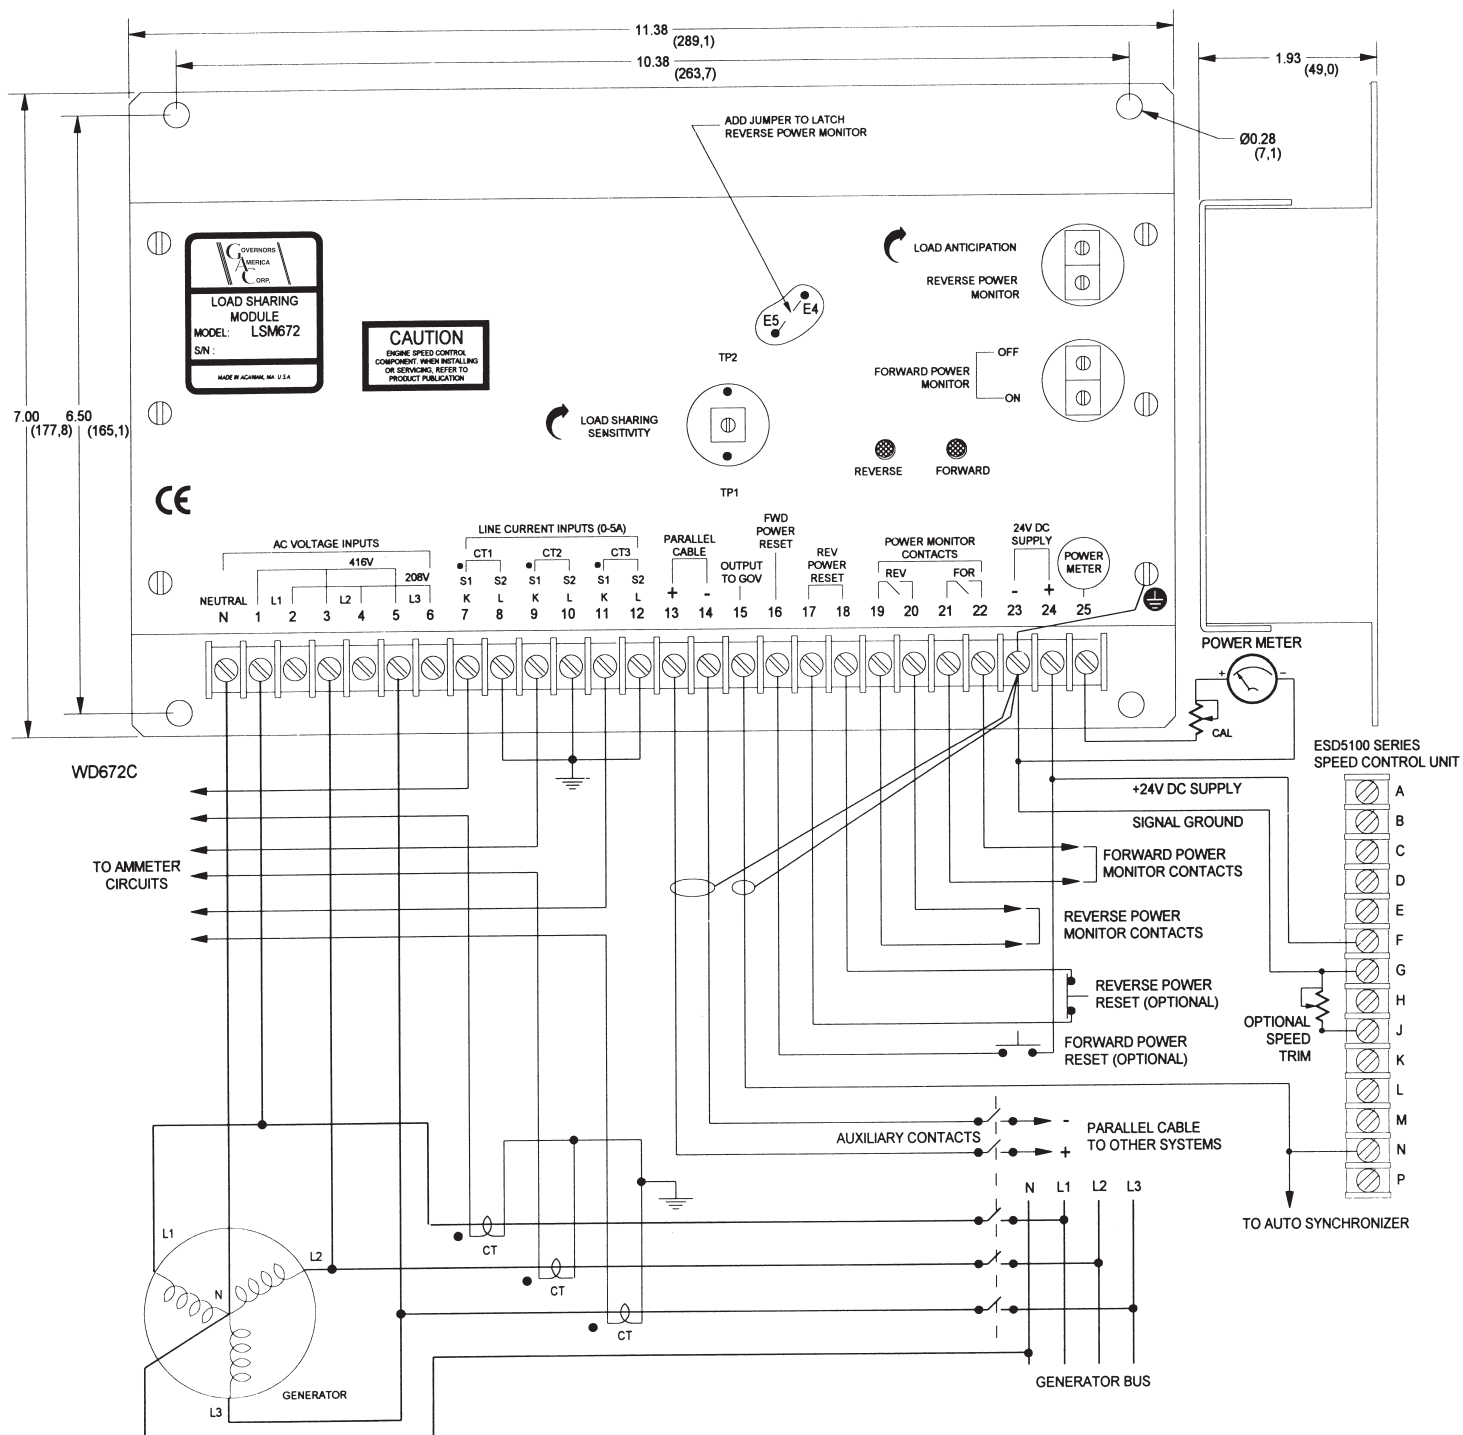 11.38
(289,1)
10.38
(263,7)
1.93
(49,0)
ADD JUMPER TO LATCH
REVERSE POWER MONITOR
Ø0.28
(7,1)
GOVERNORS
AMERICA
CORP.
LOAD SHARING
MODULE
MODEL: LSM672
S/N :
MADE IN AGAWAM, MA U.S.A.
CAUTION
ENGINE SPEED CONTROL
COMPONENT. WHEN INSTALLING
OR SERVICING, REFER TO
PRODUCT PUBLICATION
LOAD ANTICIPATION
REVERSE POWER
MONITOR
E4
E5
OFF
FORWARD POWER
MONITOR
ON
TP2
LOAD SHARING
SENSITIVITY
TP1
REVERSE
FORWARD
7.00
(177,8)
6.50
(165,1)
CE
AC VOLTAGE INPUTS
416V
208V
NEUTRAL
L1
L2
L3
LINE CURRENT INPUTS (0-5A)
CT1
CT2
CT3
S1 S2 S1 S2 S1 S2
K L K L K L
PARALLEL
CABLE
+ -
OUTPUT
TO GOV
FWD
POWER
RESET
REV
POWER
RESET
POWER MONITOR
CONTACTS
REV
FOR
24V DC
SUPPLY
- +
POWER
METER
N 1 2 3 4 5 6 7 8 9 10 11 12 13 14 15 16 17 18 19 20 21 22 23 24 25
POWER METER
+ -
CAL
WD672C
ESD5100 SERIES
SPEED CONTROL UNIT
A
B
C
D
E
F
G
H
J
K
L
M
N
P
+24V DC SUPPLY
SIGNAL GROUND
TO AMMETER
CIRCUITS
FORWARD POWER
MONITOR CONTACTS
REVERSE POWER
MONITOR CONTACTS
REVERSE POWER
RESET (OPTIONAL)
OPTIONAL
SPEED
TRIM
FORWARD POWER
RESET (OPTIONAL)
AUXILIARY CONTACTS
-
+
PARALLEL CABLE
TO OTHER SYSTEMS
N L1 L2 L3
TO AUTO SYNCHRONIZER
CT
CT
CT
L1
L2
N
L3
GENERATOR
GENERATOR BUS